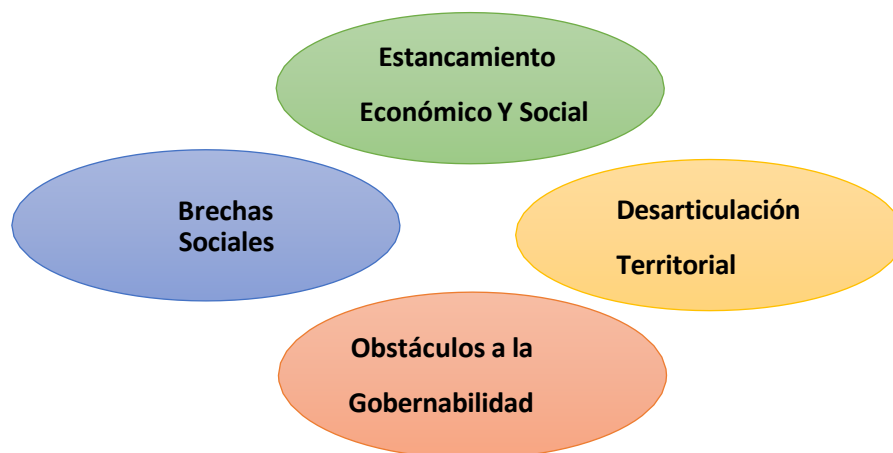 Estancamiento
Económico Y Social
Brechas
Sociales
Desarticulación
Territorial
Obstáculos a la
Gobernabilidad